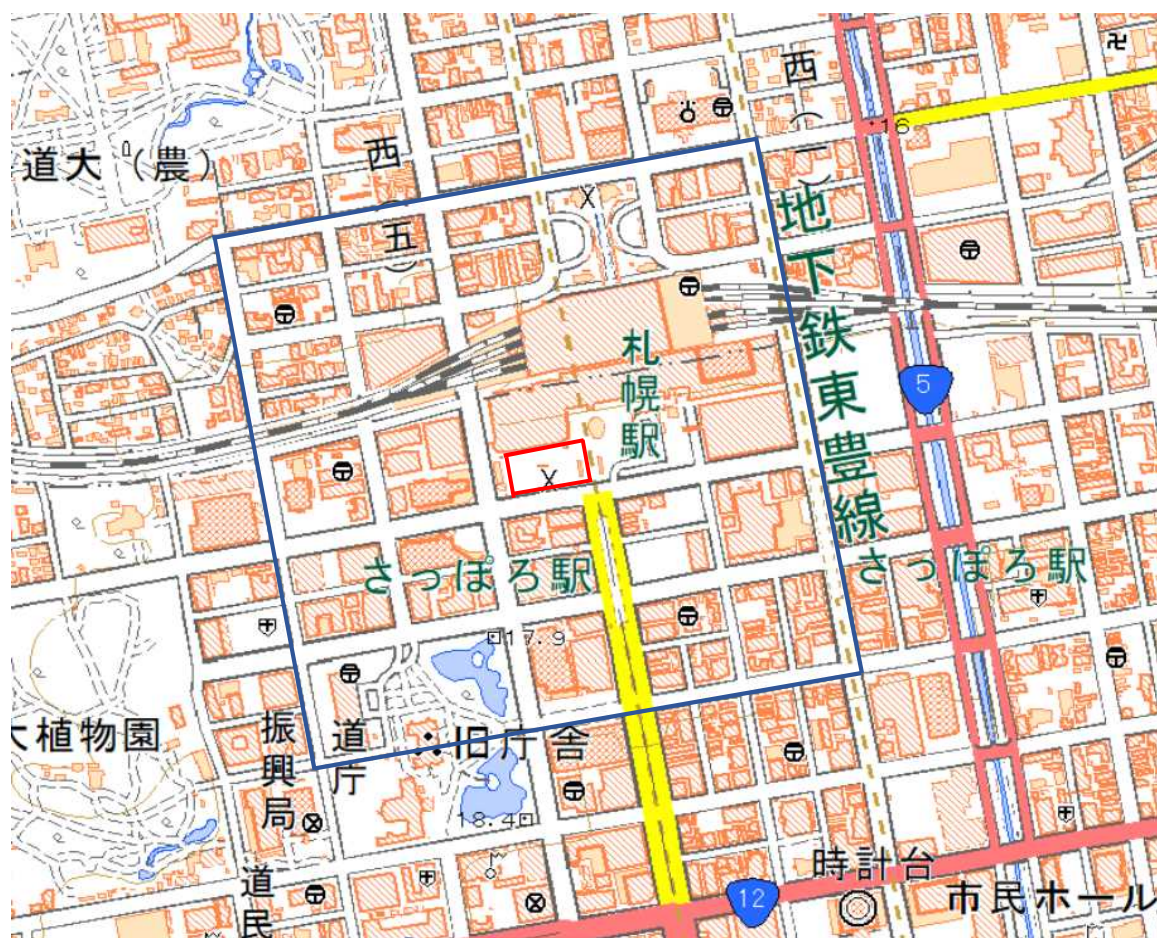 西
(一)
16
道大(農)
西
(五)
地下鉄東豊線
札幌駅
5
さっぽろ駅
さっぽろ駅
17.9
植物園
振興局
道庁
旧庁舎
18.4
道民
時計台
12
市民ホール